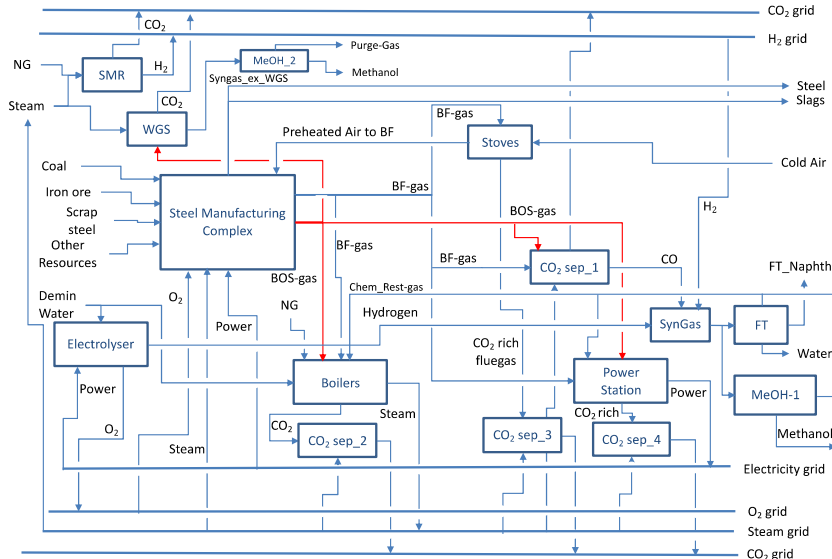 CO₂ grid
CO₂
H₂ grid
Purge-Gas
NG
SMR
H₂
MeOH_2
Methanol
Syngas_ex_WGS
Steel
Steam
CO₂
Slags
BF-gas
WGS
Preheated Air to BF
Stoves
Coal
Cold Air
Iron ore
BF-gas
Steel Manufacturing
Complex
H₂
Scrap
steel
BOS-gas
Other
Resources
BF-gas
BF-gas
CO
CO₂ sep_1
FT_Naphth
O₂
BOS-gas
Chem_Rest-gas
Demin
Water
NG
Hydrogen
Power
SynGas
FT
Electrolyser
CO₂ rich
fluegas
Water
Boilers
Power
Station
Power
Power
MeOH-1
CO₂ rich
Steam
CO₂
O₂
Steam
CO₂ sep_2
CO₂ sep_3
CO₂ sep_4
Methanol
Electricity grid
O₂ grid
Steam grid
CO₂ grid